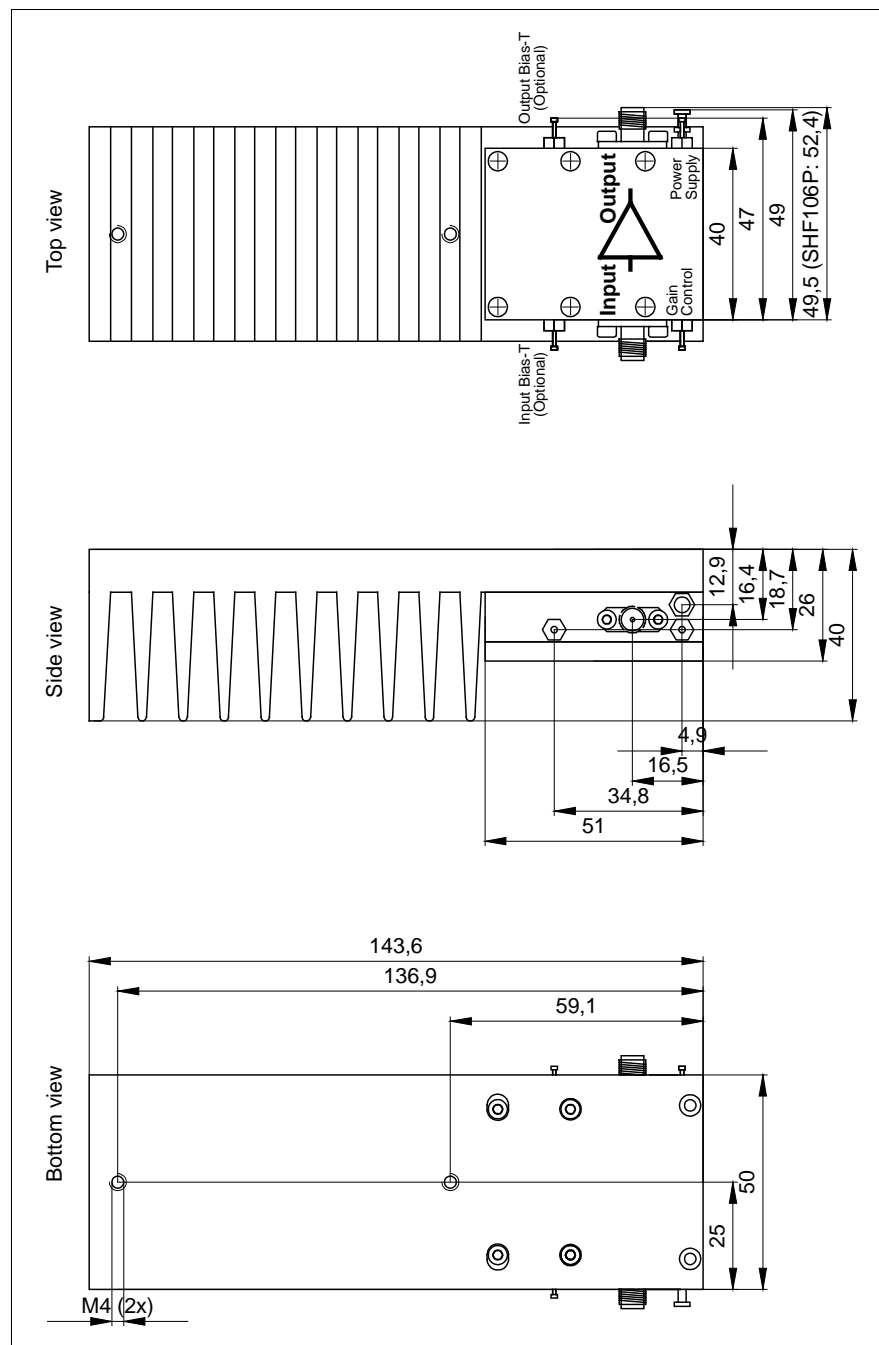 Top view
Output Bias-T
(Optional)
Input Bias-T
(Optional)
Input Output
Gain
Control
Power
Supply
40
47
49
49,5 (SHF106P: 52,4)
Side view
12,9
16,4
18,7
26
40
4,9
16,5
34,8
51
Bottom view
143,6
136,9
59,1
50
25
M4 (2x)